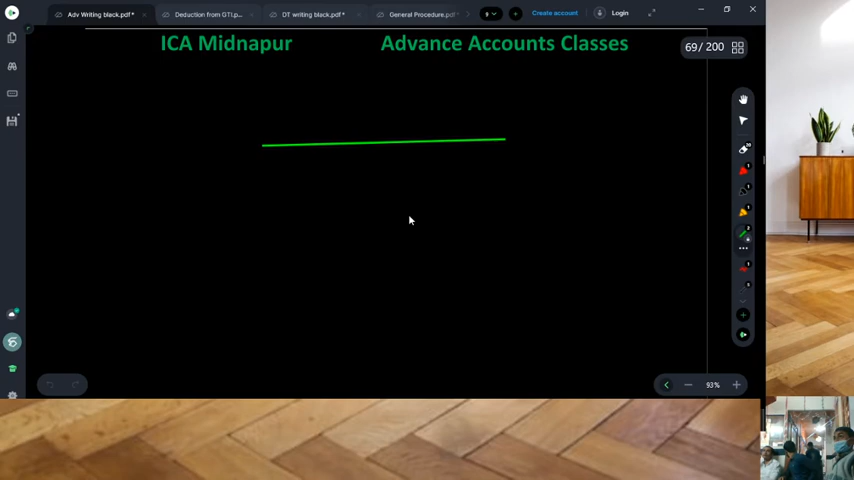 Adv Writing black.pdf*
Deduction from GTI,p...
DT writing black.pdf*
General Procedure,.pdf*
9
Create account
Login
ICA Midnapur Advance Accounts Classes
69/200
93%